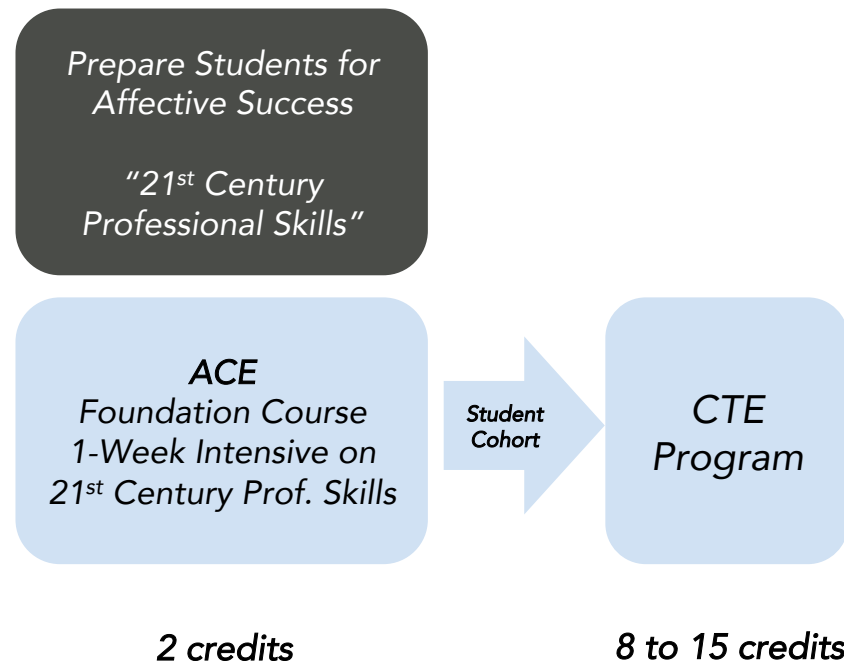 Prepare Students for
Affective Success
“21st Century
Professional Skills”
ACE
Foundation Course
1-Week Intensive on
21st Century Prof. Skills
Student
Cohort
CTE
Program
2 credits
8 to 15 credits